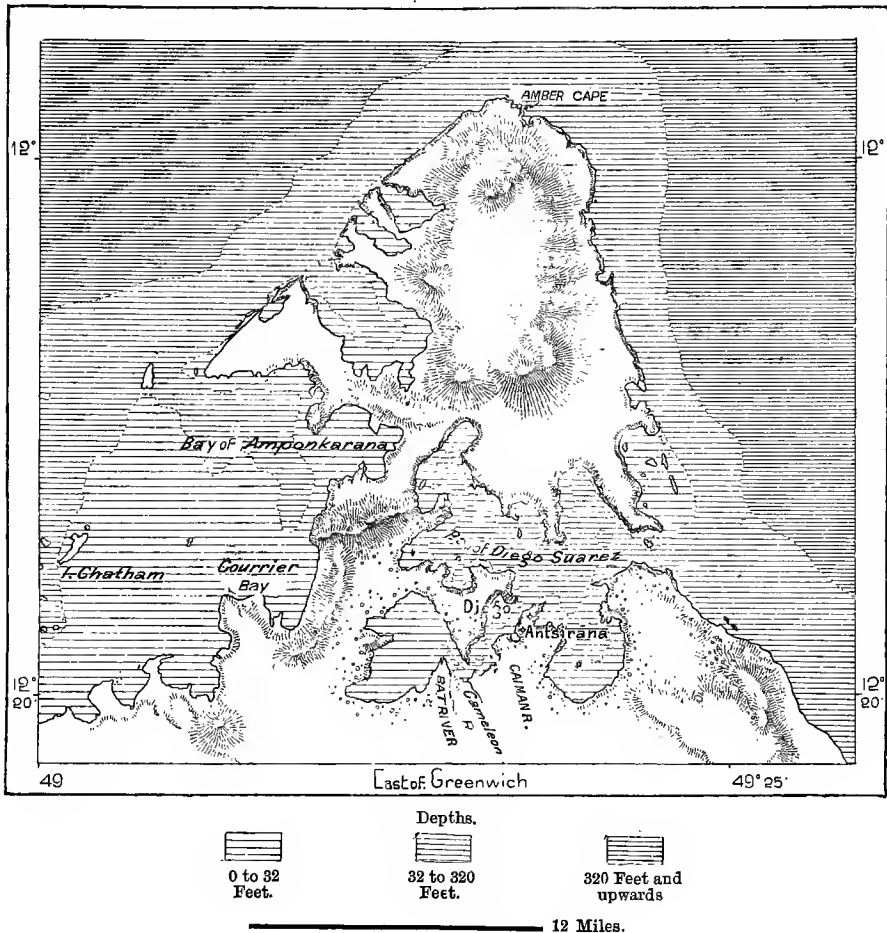 AMBER CAPE
12°
12°
Bay of Amponkarana
I. Chatham
Courrier
Bay
B. of Diego Suarez
Diego
Antsirana
12°
20'
12°
20'
BAT RIVER
Cameleon
R
CAIMAN R.
49
East of Greenwich
49° 25'
Depths.
0 to 32
Feet.
32 to 320
Feet.
320 Feet and
upwards
12 Miles.